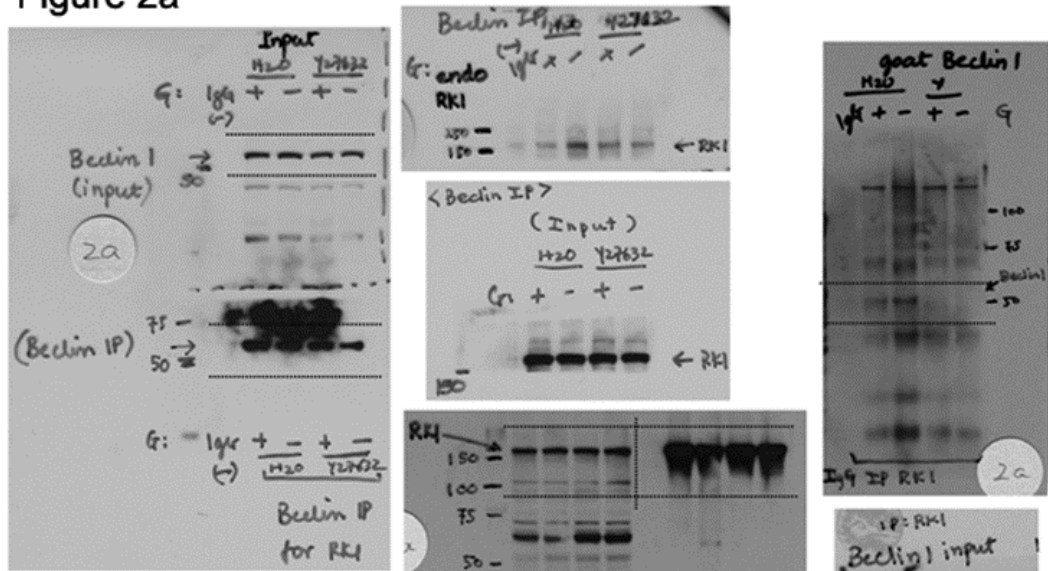 Figure 2a
Input
H2O Y27632
G: IgG + - + -
(-)
Beclin 1 →
50
(input)
2a
75 -
(Beclin IP) →
50
G: IgG + - + -
(-) H2O Y27632
Beclin IP
for RK1
Beclin IP, H2O Y27632
(-) IgG + - + -
G: endo
RK1
250
150 ← RK1
<Beclin IP>
(Input)
H2O Y27632
Gr + - + -
← RK1
150
RK1
150 -
100 -
75 -
50 -
goat Beclin 1
H2O Y
IgG + - + - G
- 100
- 75
Beclin1
- 50
IgG IP RK1
2a
IP: RK1
Beclin1 input